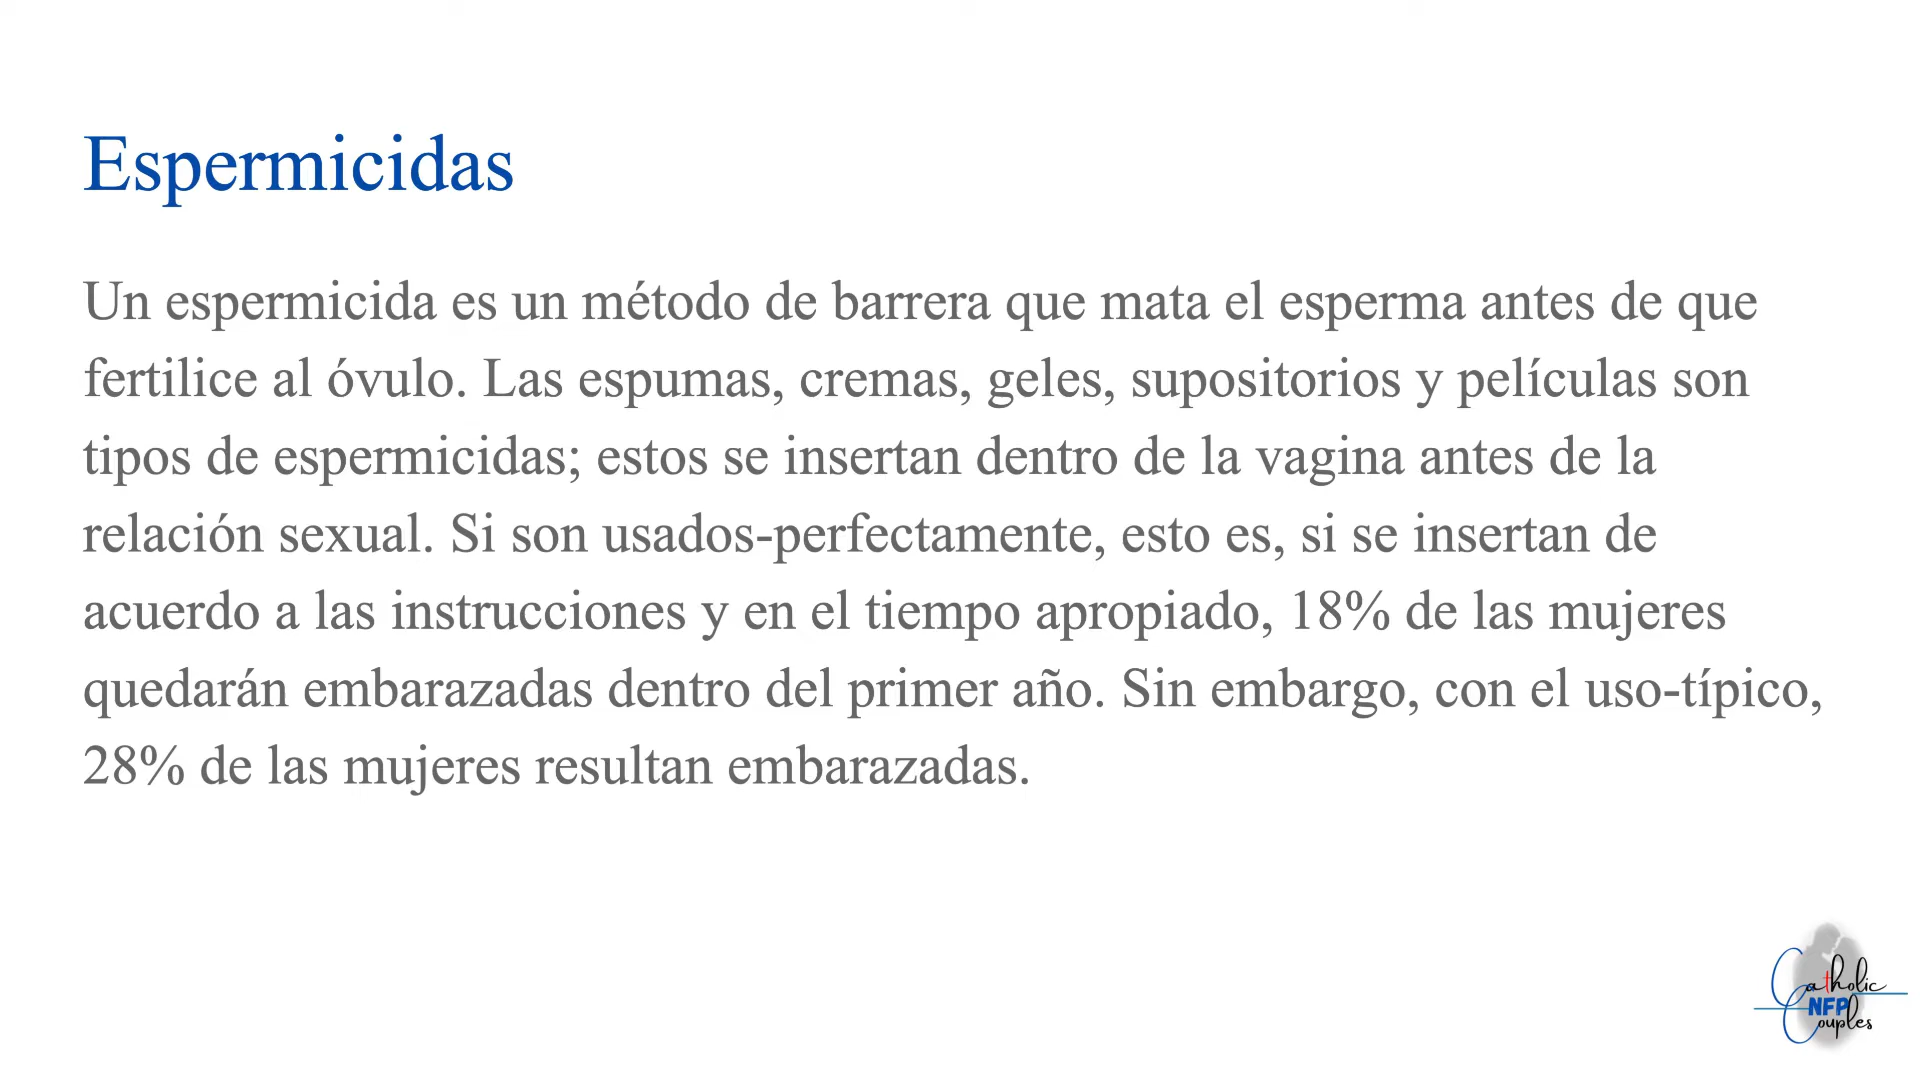 Espermicidas
Un espermicida es un método de barrera que mata el esperma antes de que
fertilice al óvulo. Las espumas, cremas, geles, supositorios y películas son
tipos de espermicidas; estos se insertan dentro de la vagina antes de la
relación sexual. Si son usados-perfectamente, esto es, si se insertan de
acuerdo a las instrucciones y en el tiempo apropiado, 18% de las mujeres
quedarán embarazadas dentro del primer año. Sin embargo, con el uso-típico,
28% de las mujeres resultan embarazadas.
Catholic
NFP
Couples